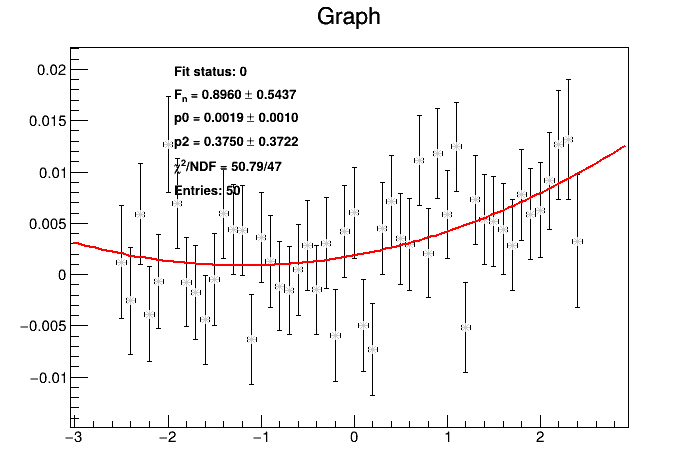 Graph
0.02
0.015
0.01
0.005
0
−0.005
−0.01
Fit status: 0
Fn = 0.8960 ± 0.5437
p0 = 0.0019 ± 0.0010
p2 = 0.3750 ± 0.3722
χ²/NDF = 50.79/47
Entries: 50
−3 −2 −1 0 1 2